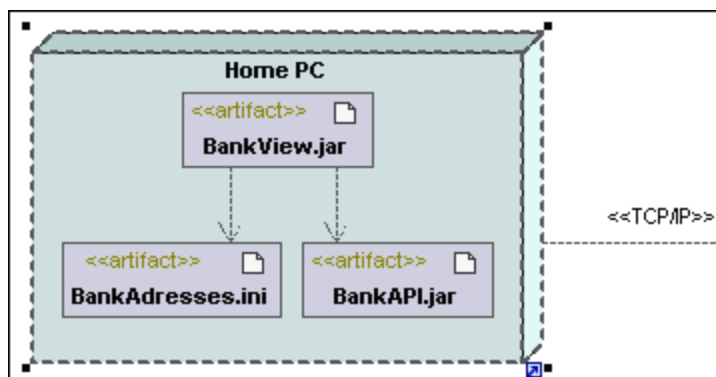 Home PC
<<artifact>>
BankView.jar
<<TCP/IP>>
<<artifact>>
BankAdresses.ini
<<artifact>>
BankAPI.jar